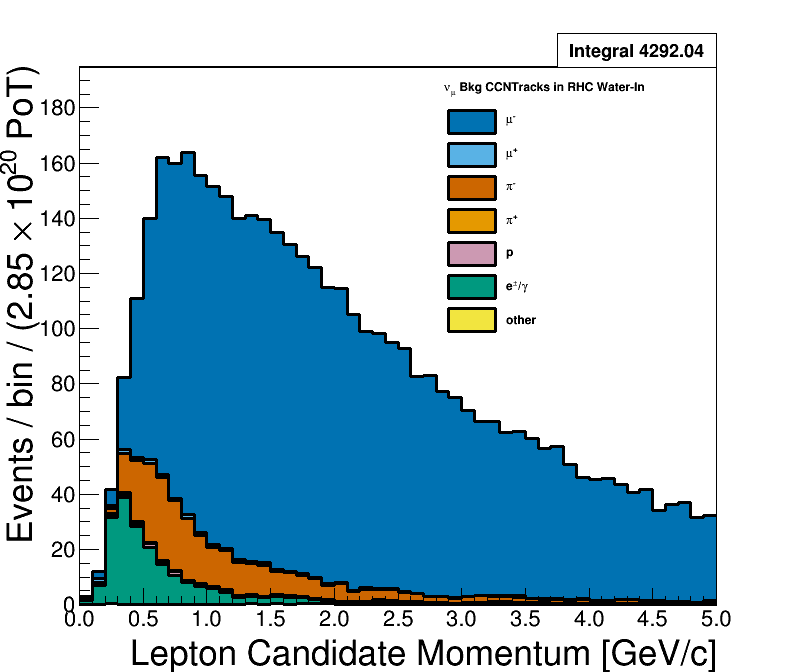 Integral 4292.04
ν_μ Bkg CCNTracks in RHC Water-In
μ⁻
μ⁺
π⁻
π⁺
p
e^±/γ
other
Events / bin / (2.85 × 10²⁰ PoT)
180
160
140
120
100
80
60
40
20
0
0.0 0.5 1.0 1.5 2.0 2.5 3.0 3.5 4.0 4.5 5.0
Lepton Candidate Momentum [GeV/c]